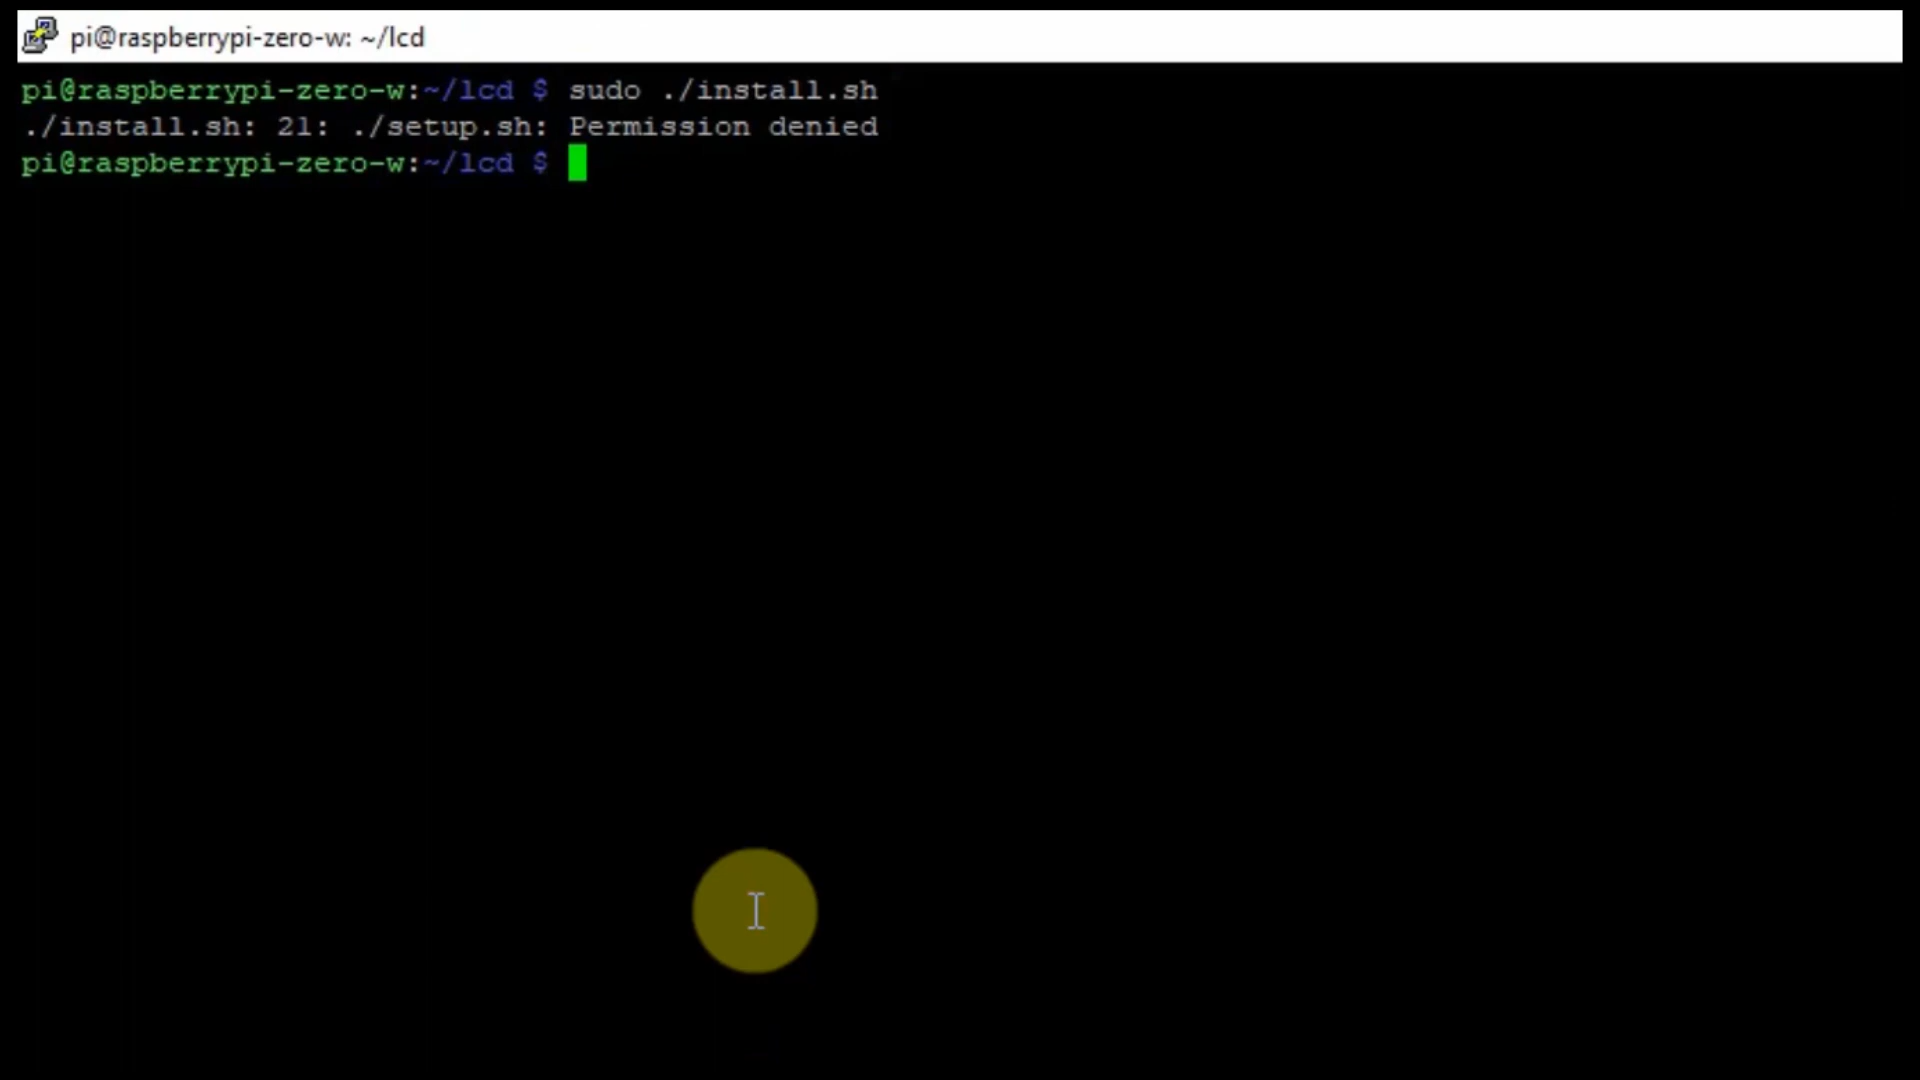 pi@raspberrypi-zero-w: ~/lcd
pi@raspberrypi-zero-w:~/lcd $ sudo ./install.sh
./install.sh: 21: ./setup.sh: Permission denied
pi@raspberrypi-zero-w:~/lcd $